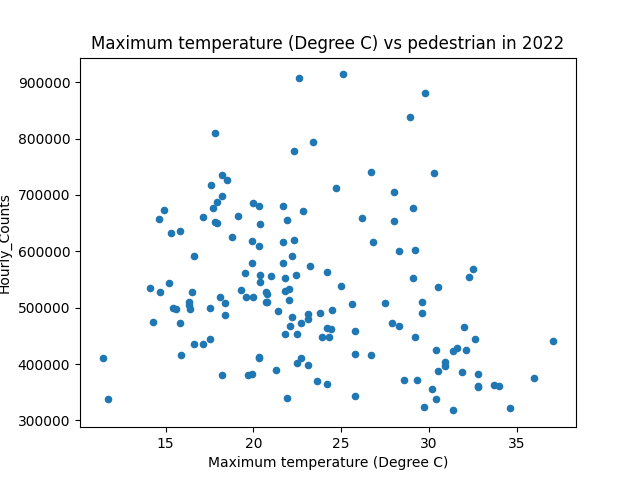 Maximum temperature (Degree C) vs pedestrian in 2022
900000
800000
700000
600000
500000
400000
300000
Hourly_Counts
15 20 25 30 35
Maximum temperature (Degree C)